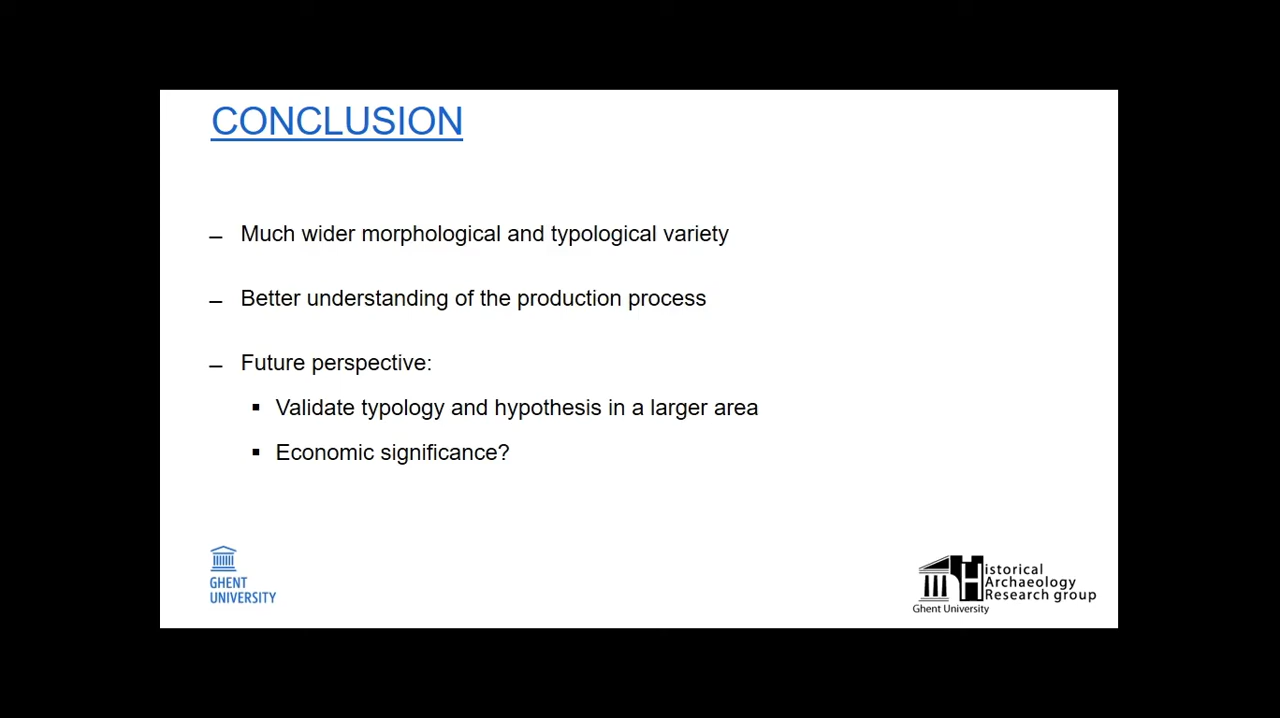 CONCLUSION
– Much wider morphological and typological variety
– Better understanding of the production process
– Future perspective:
▪ Validate typology and hypothesis in a larger area
▪ Economic significance?
GHENT
UNIVERSITY
Historical
Archaeology
Research group
Ghent University